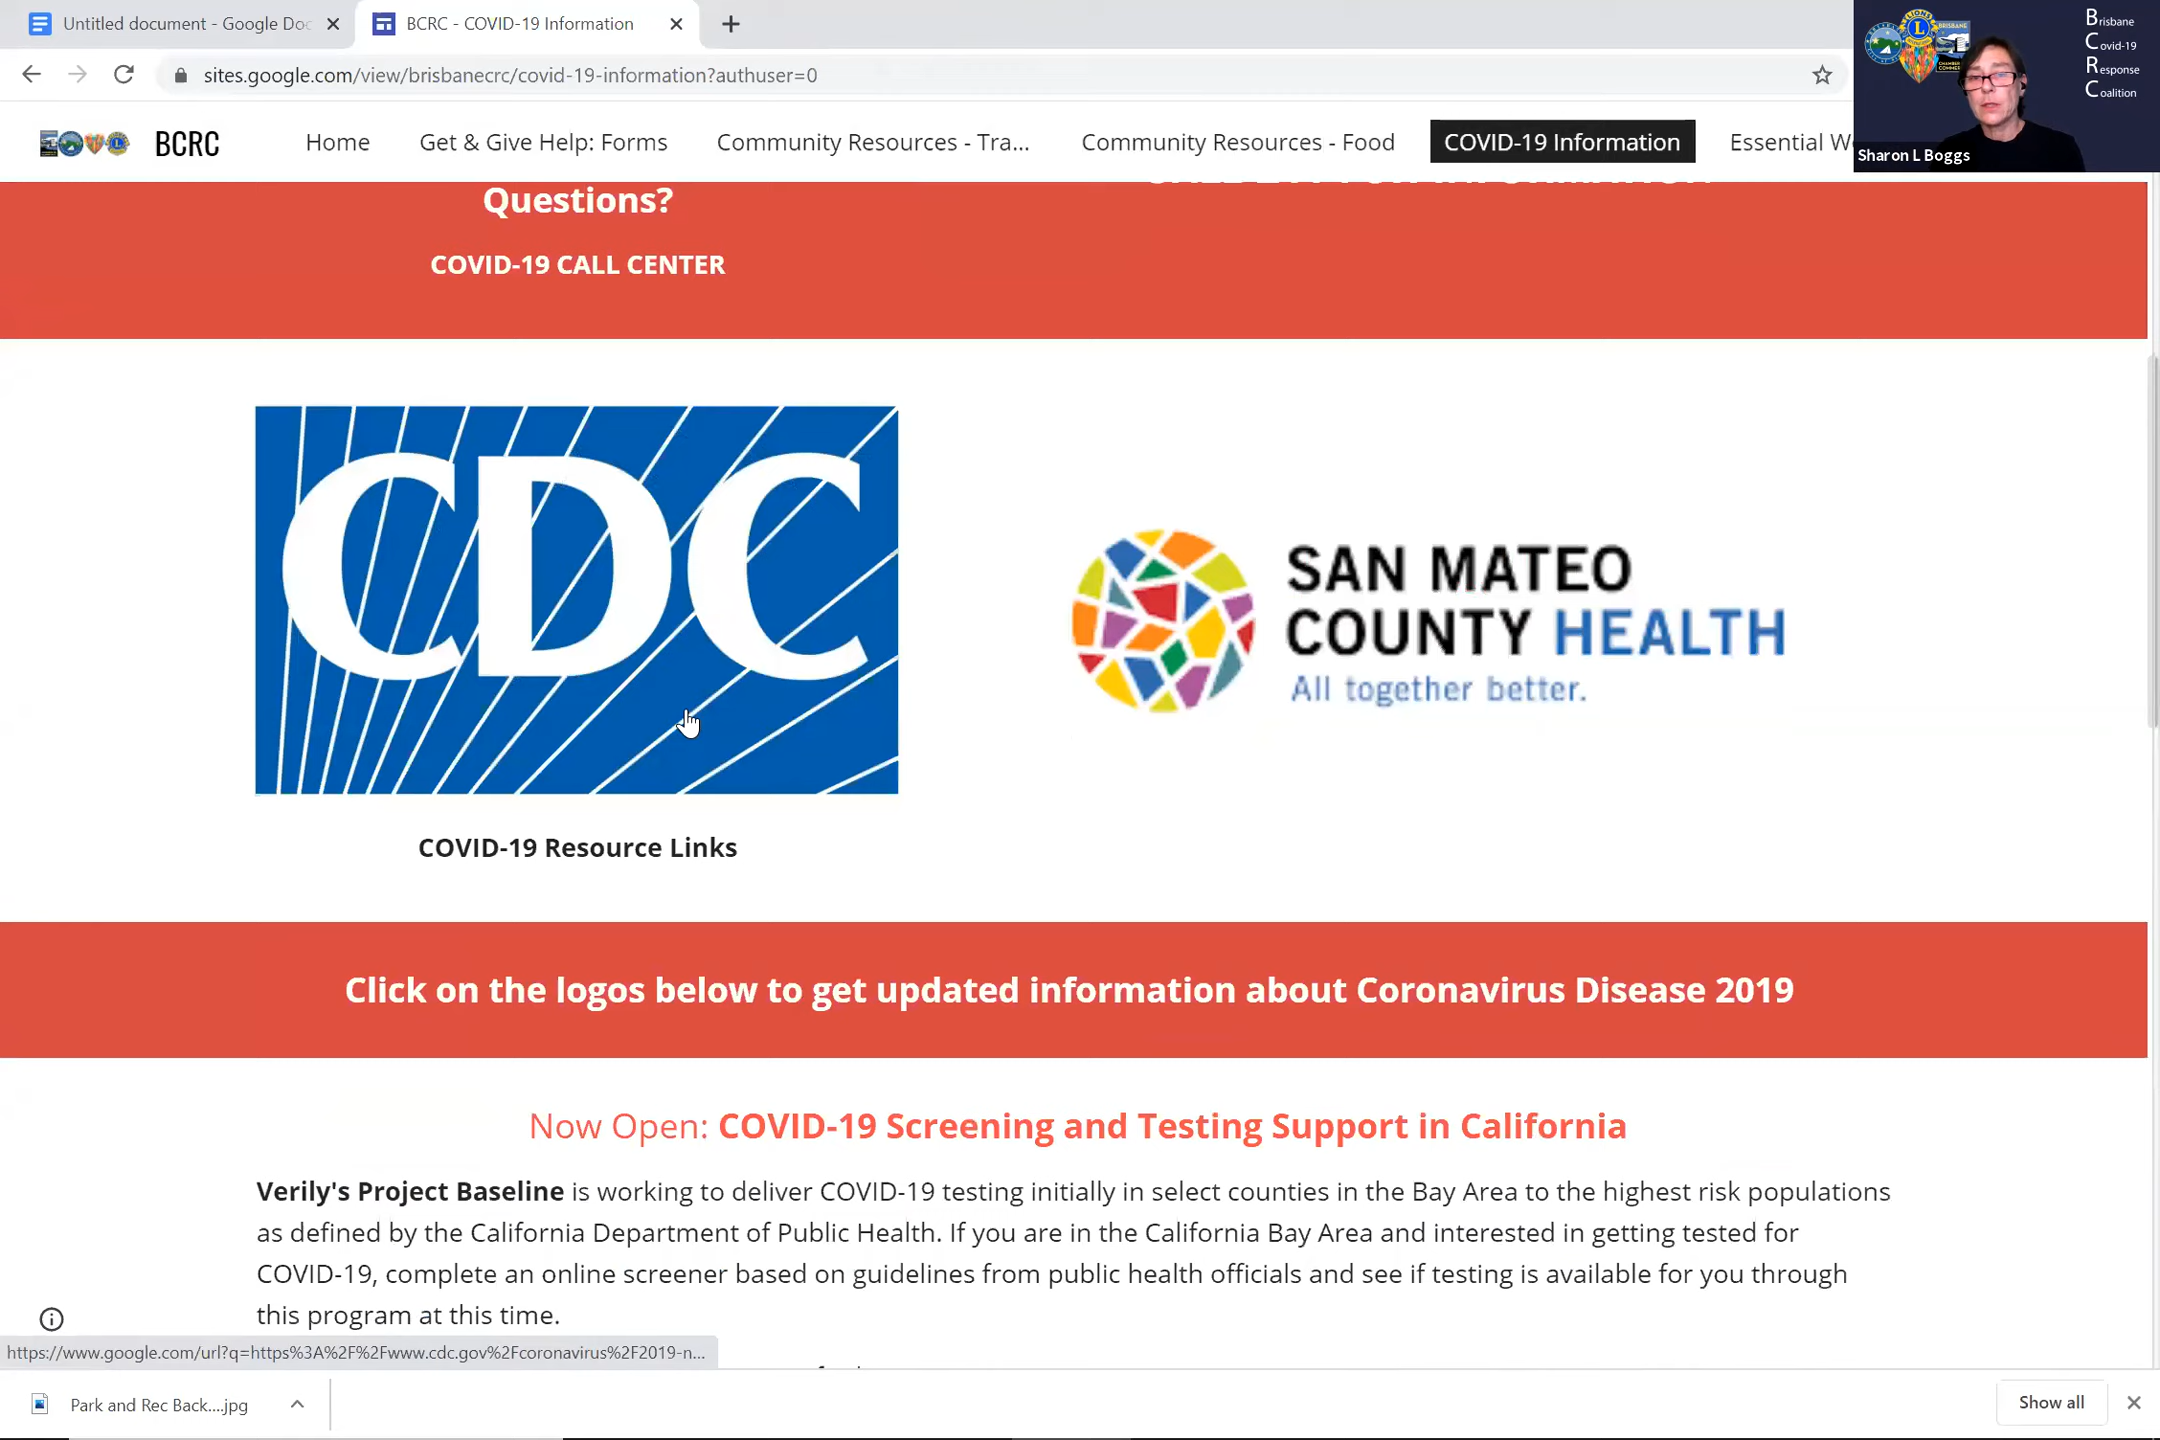 Untitled document - Google Doc
BCRC - COVID-19 Information
sites.google.com/view/brisbanecrc/covid-19-information?authuser=0
Brisbane
Covid-19
Response
Coalition
Sharon L Boggs
BCRC
Home
Get & Give Help: Forms
Community Resources - Tra...
Community Resources - Food
COVID-19 Information
Essential W
Questions?
COVID-19 CALL CENTER
CDC
SAN MATEO
COUNTY HEALTH
All together better.
COVID-19 Resource Links
Click on the logos below to get updated information about Coronavirus Disease 2019
Now Open: COVID-19 Screening and Testing Support in California
Verily's Project Baseline is working to deliver COVID-19 testing initially in select counties in the Bay Area to the highest risk populations
as defined by the California Department of Public Health. If you are in the California Bay Area and interested in getting tested for
COVID-19, complete an online screener based on guidelines from public health officials and see if testing is available for you through
this program at this time.
https://www.google.com/url?q=https%3A%2F%2Fwww.cdc.gov%2Fcoronavirus%2F2019-n...
Park and Rec Back....jpg
Show all